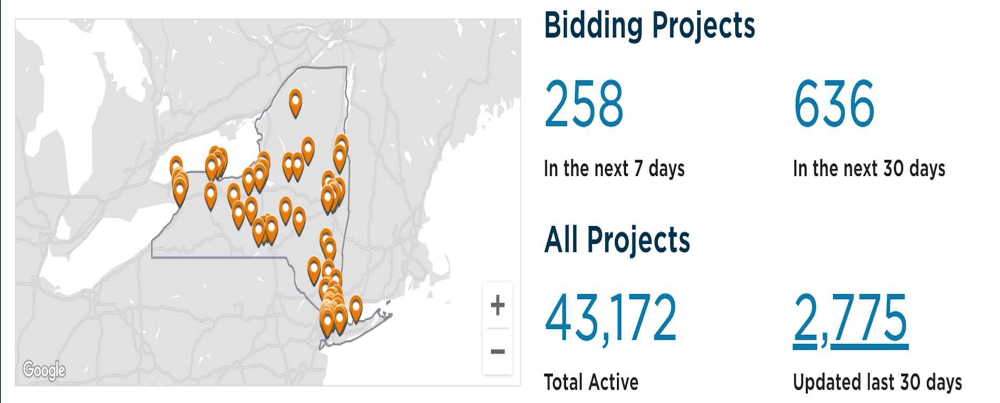 Bidding Projects
258
636
In the next 7 days
In the next 30 days
All Projects
43,172
2,775
Total Active
Updated last 30 days
+
−
Google